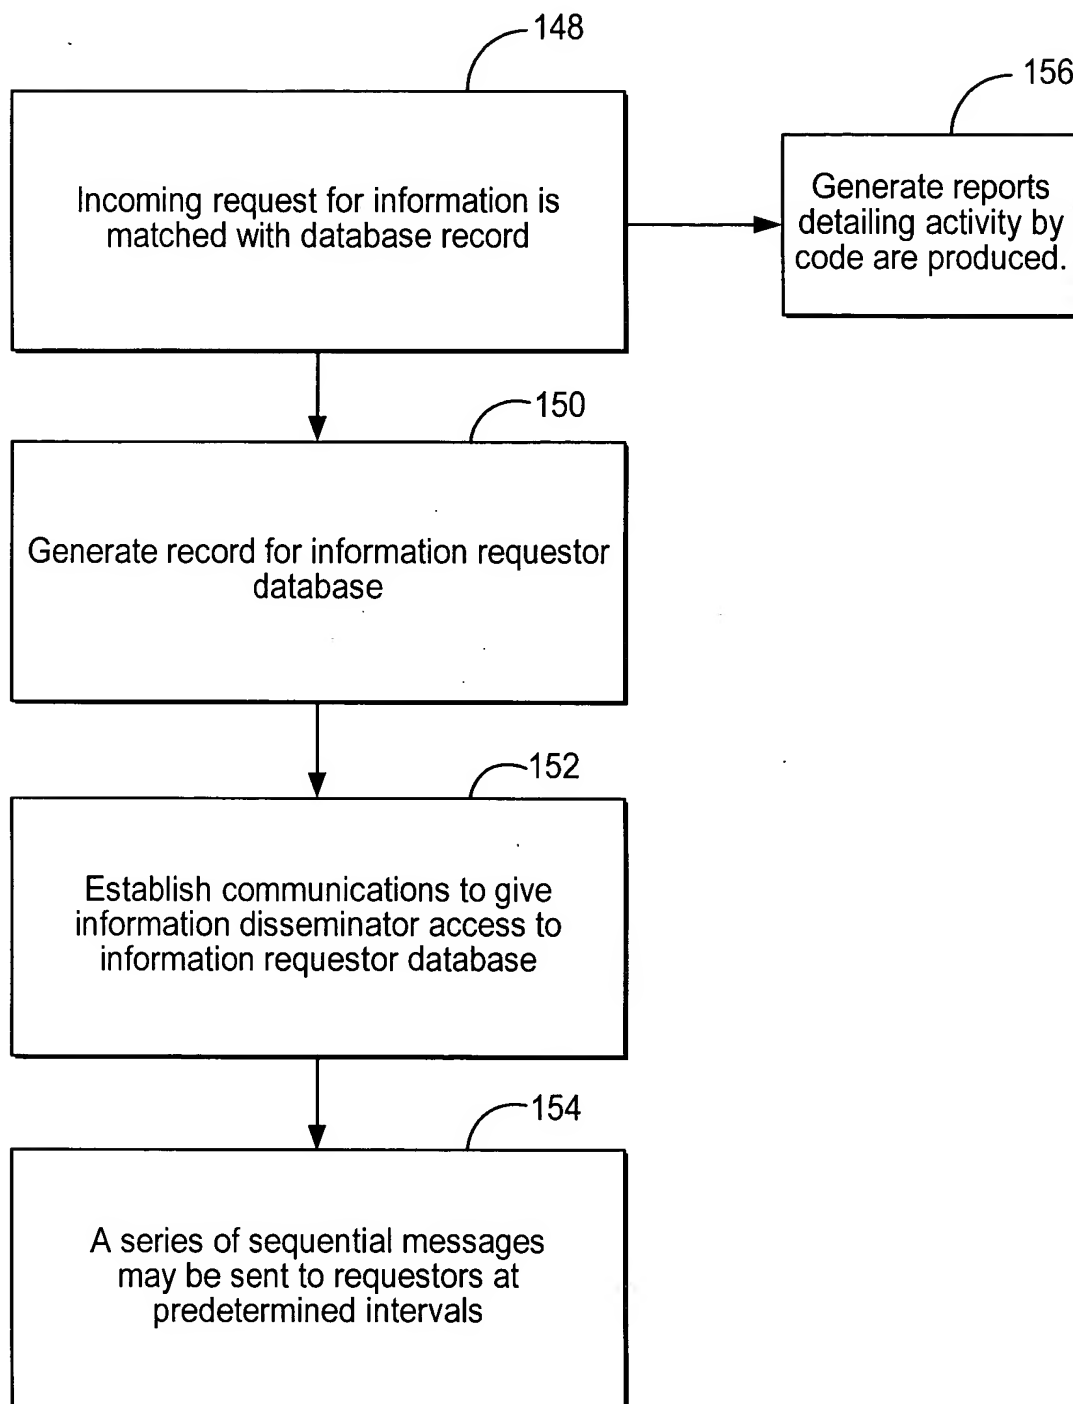 148
156
Incoming request for information is
matched with database record
Generate reports
detailing activity by
code are produced.
150
Generate record for information requestor
database
152
Establish communications to give
information disseminator access to
information requestor database
154
A series of sequential messages
may be sent to requestors at
predetermined intervals